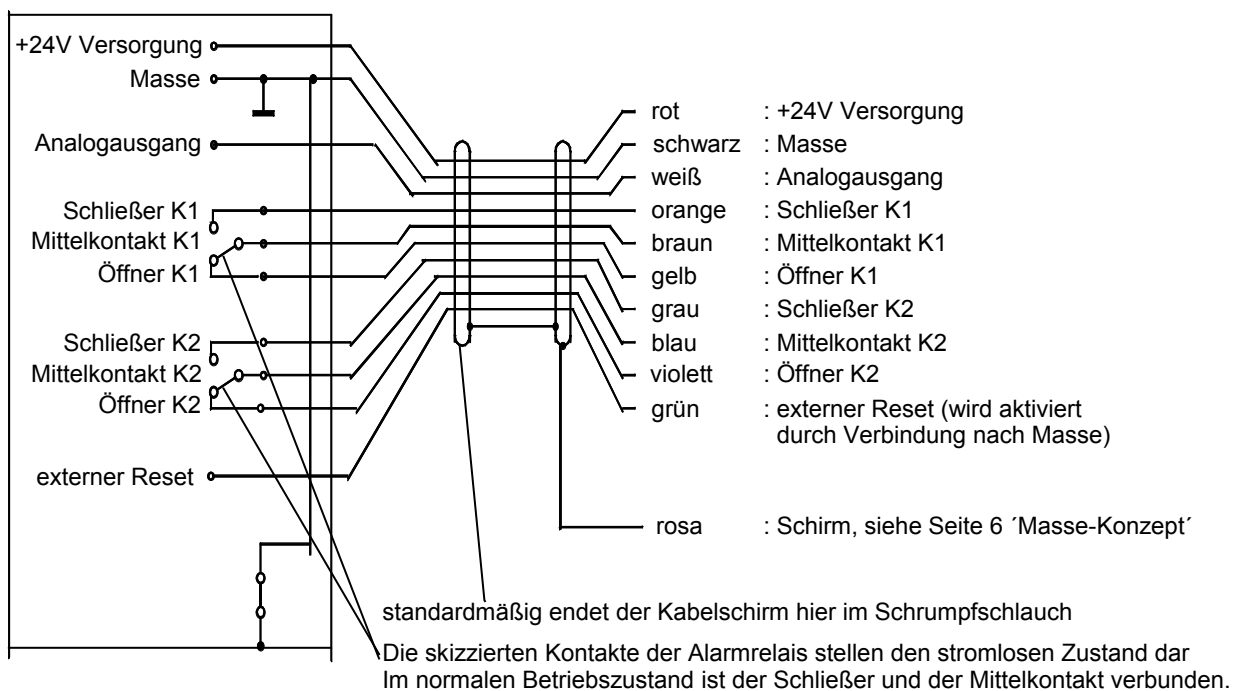 +24V Versorgung
Masse
Analogausgang
Schließer K1
Mittelkontakt K1
Öffner K1
Schließer K2
Mittelkontakt K2
Öffner K2
externer Reset
rot : +24V Versorgung
schwarz : Masse
weiß : Analogausgang
orange : Schließer K1
braun : Mittelkontakt K1
gelb : Öffner K1
grau : Schließer K2
blau : Mittelkontakt K2
violett : Öffner K2
grün : externer Reset (wird aktiviert
durch Verbindung nach Masse)
rosa : Schirm, siehe Seite 6 ´Masse-Konzept´
standardmäßig endet der Kabelschirm hier im Schrumpfschlauch
Die skizzierten Kontakte der Alarmrelais stellen den stromlosen Zustand dar
Im normalen Betriebszustand ist der Schließer und der Mittelkontakt verbunden.